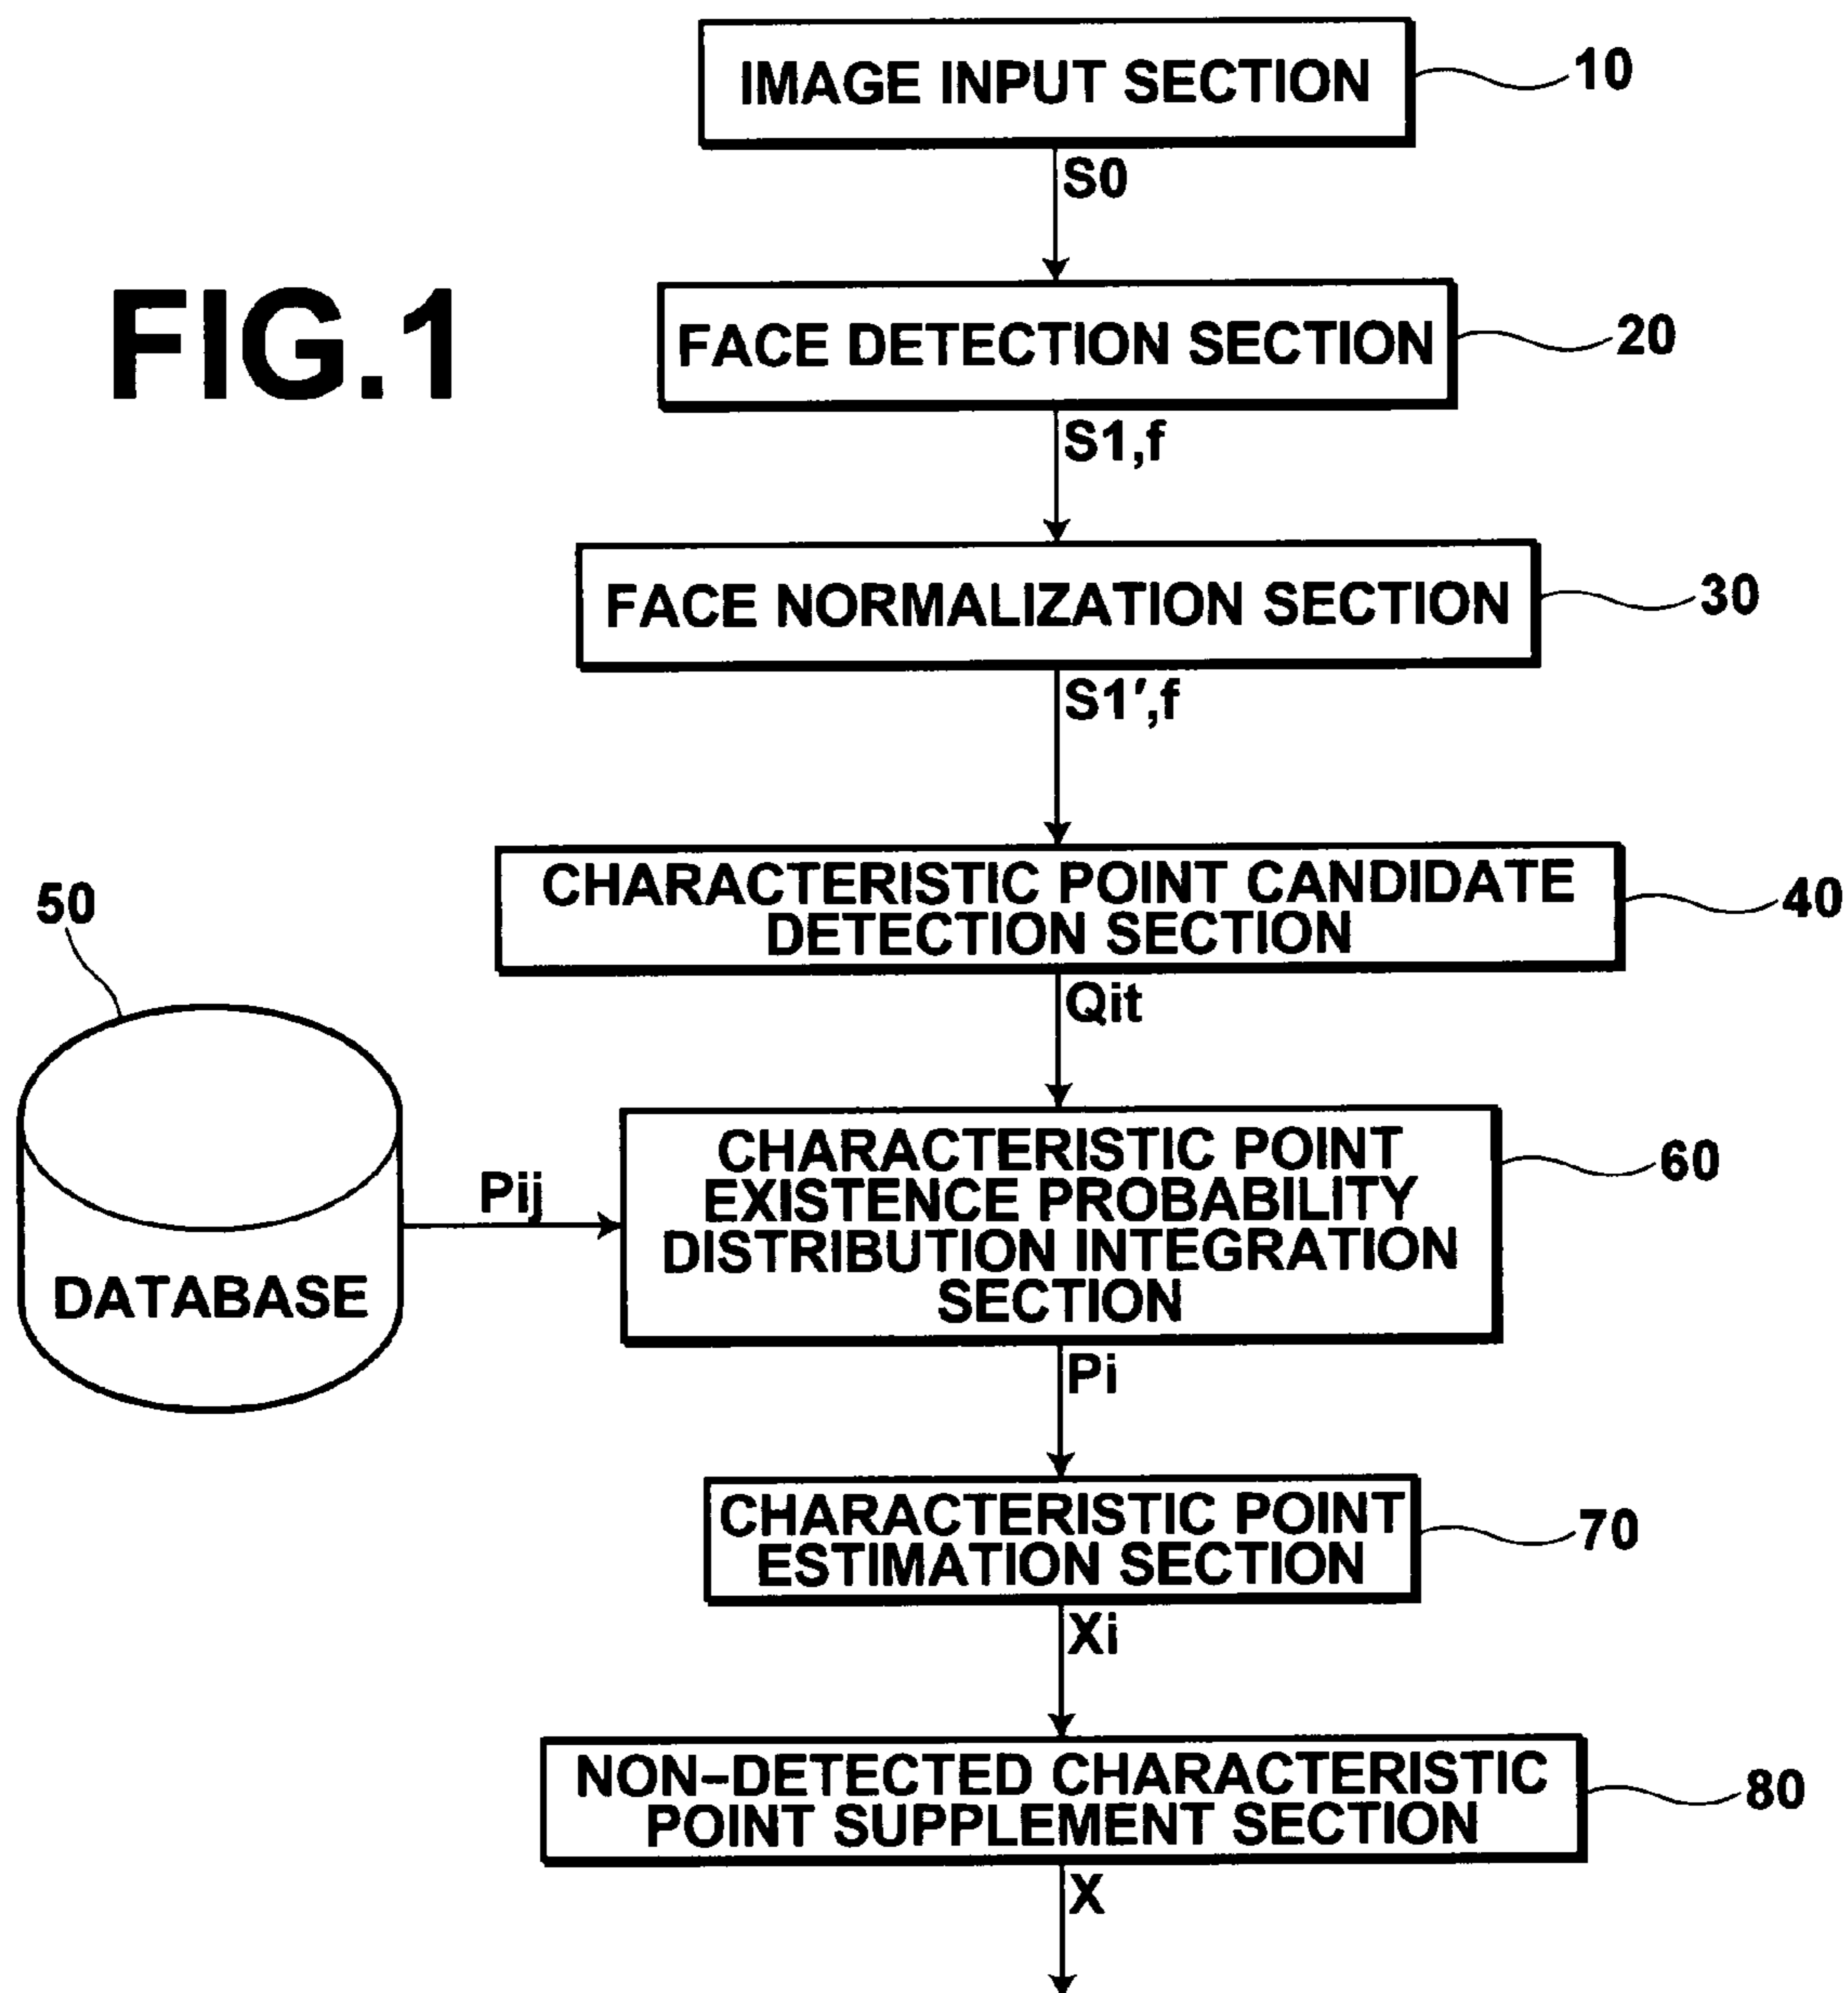 IMAGE INPUT SECTION
10
S0
FIG.1
FACE DETECTION SECTION
20
S1,f
FACE NORMALIZATION SECTION
30
S1′,f
CHARACTERISTIC POINT CANDIDATE
DETECTION SECTION
40
50
Qit
DATABASE
Pij
CHARACTERISTIC POINT
EXISTENCE PROBABILITY
DISTRIBUTION INTEGRATION
SECTION
60
Pi
CHARACTERISTIC POINT
ESTIMATION SECTION
70
Xi
NON-DETECTED CHARACTERISTIC
POINT SUPPLEMENT SECTION
80
X